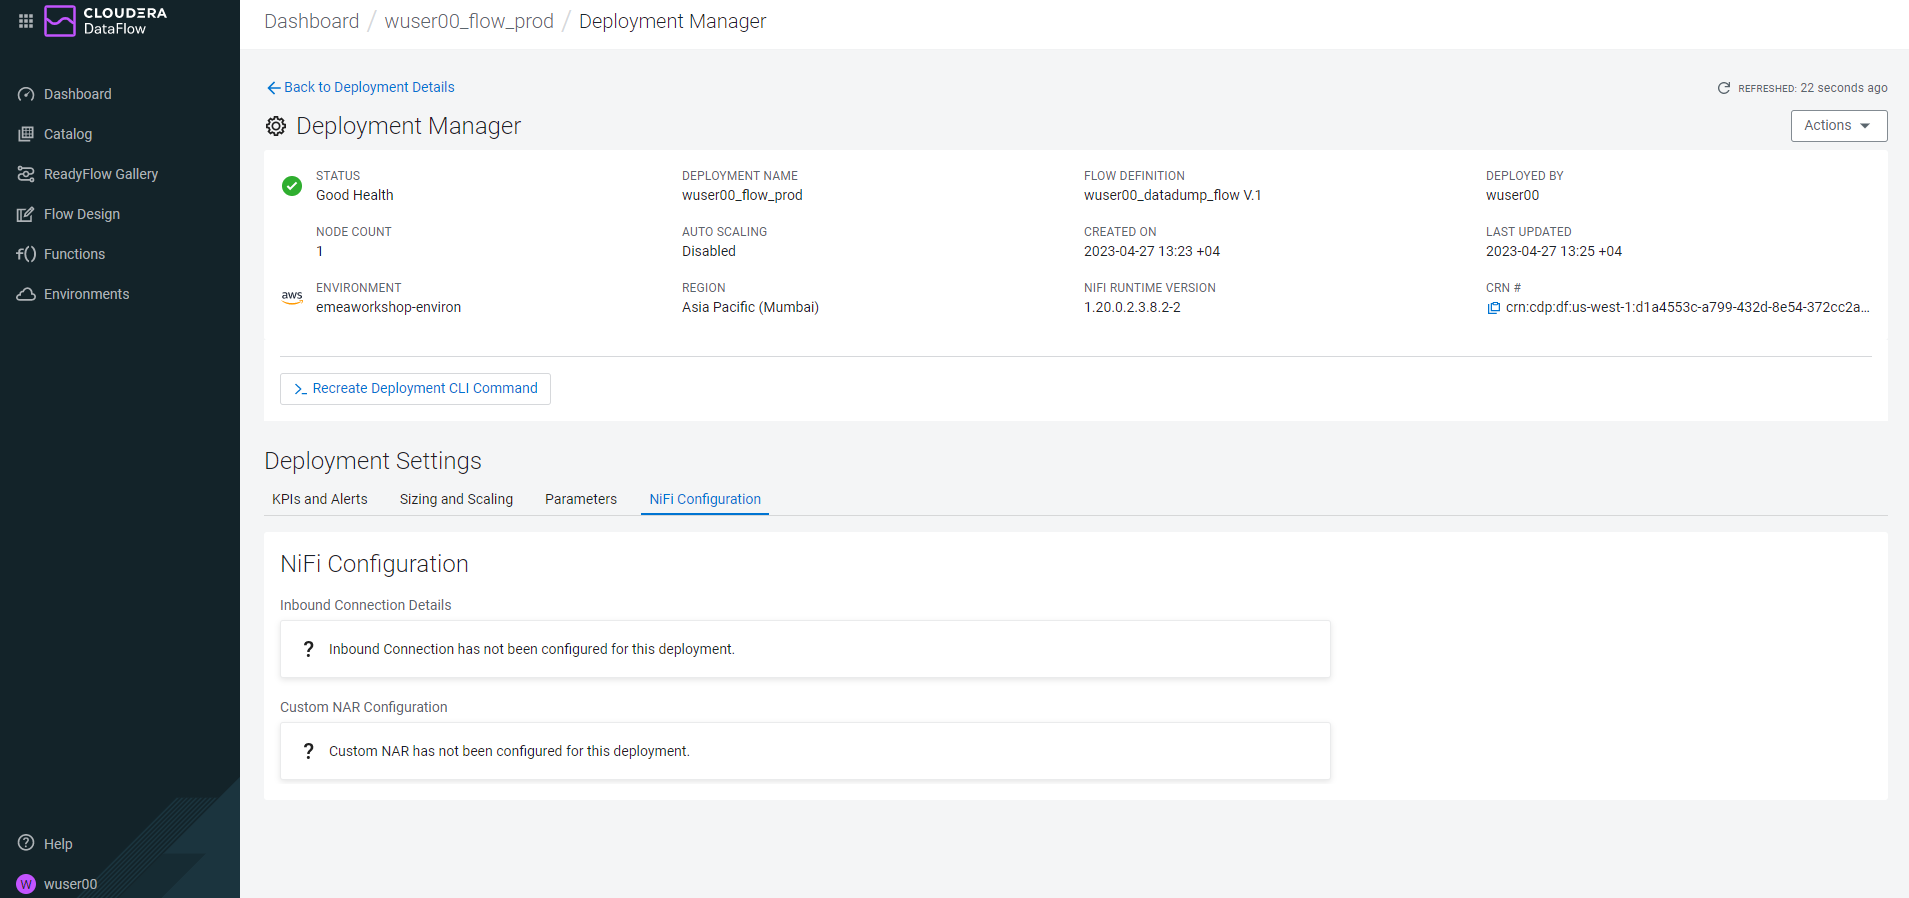 CLOUDERA
DataFlow
Dashboard
Catalog
ReadyFlow Gallery
Flow Design
Functions
Environments
Help
W
wuser00
Dashboard / wuser00_flow_prod / Deployment Manager
Back to Deployment Details
REFRESHED: 22 seconds ago
Deployment Manager
Actions
STATUS
Good Health
DEPLOYMENT NAME
wuser00_flow_prod
FLOW DEFINITION
wuser00_datadump_flow V.1
DEPLOYED BY
wuser00
NODE COUNT
1
AUTO SCALING
Disabled
CREATED ON
2023-04-27 13:23 +04
LAST UPDATED
2023-04-27 13:25 +04
aws
ENVIRONMENT
emeaworkshop-environ
REGION
Asia Pacific (Mumbai)
NIFI RUNTIME VERSION
1.20.0.2.3.8.2-2
CRN #
crn:cdp:df:us-west-1:d1a4553c-a799-432d-8e54-372cc2a...
>_ Recreate Deployment CLI Command
Deployment Settings
KPIs and Alerts
Sizing and Scaling
Parameters
NiFi Configuration
NiFi Configuration
Inbound Connection Details
? Inbound Connection has not been configured for this deployment.
Custom NAR Configuration
? Custom NAR has not been configured for this deployment.